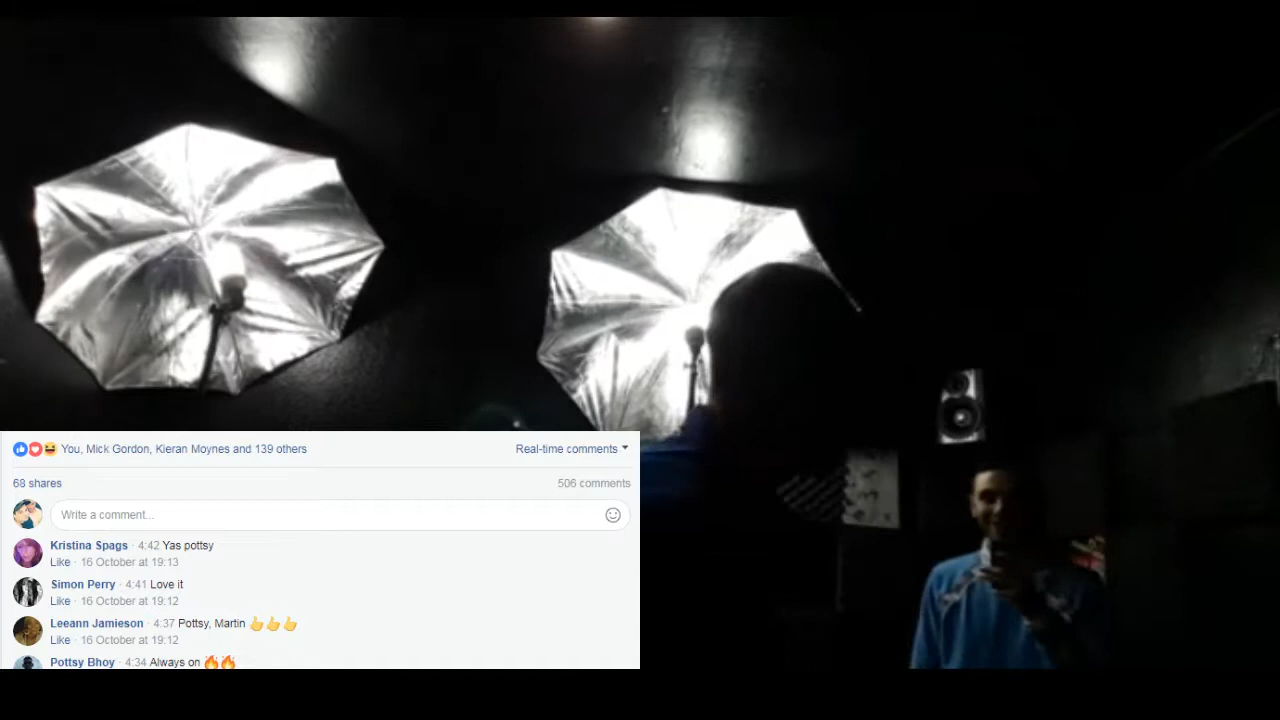 You, Mick Gordon, Kieran Moynes and 139 others
Real-time comments
68 shares
506 comments
Write a comment...
Kristina Spags · 4:42 Yas pottsy
Like · 16 October at 19:13
Simon Perry · 4:41 Love it
Like · 16 October at 19:12
Leeann Jamieson · 4:37 Pottsy, Martin 👍👍👍
Like · 16 October at 19:12
Pottsy Bhoy · 4:34 Always on 🔥🔥